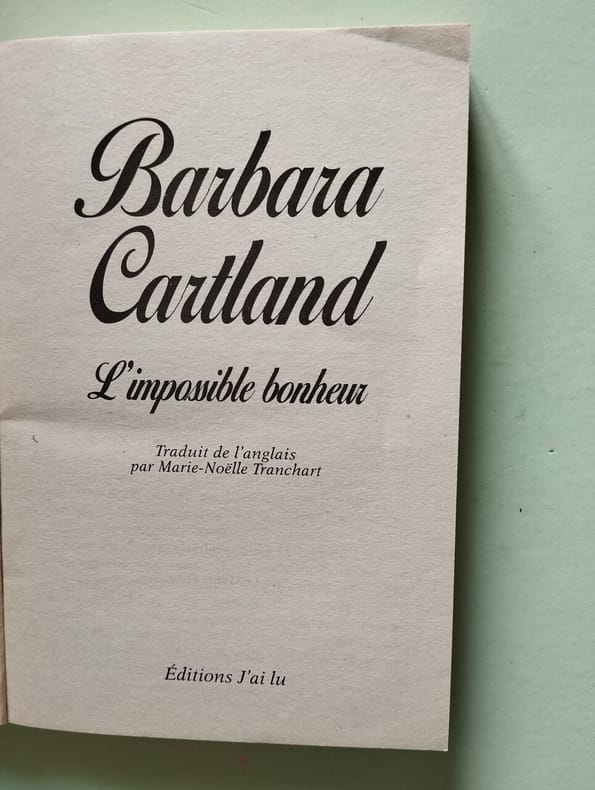 Barbara
Cartland
L'impossible bonheur
Traduit de l'anglais
par Marie-Noëlle Tranchart
Éditions J'ai lu